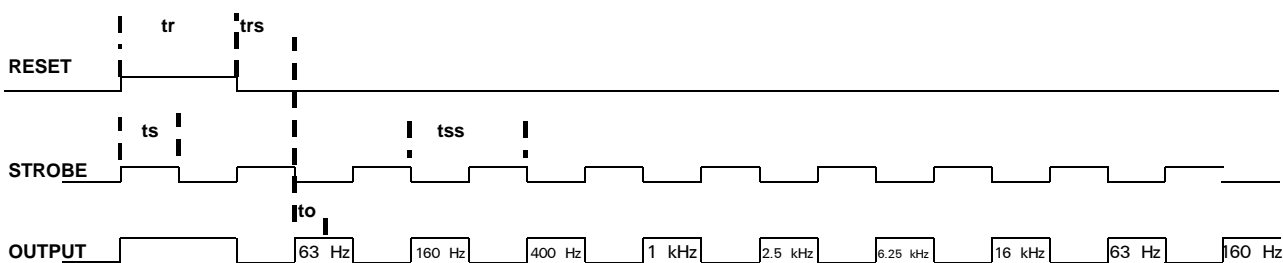 tr trs
RESET
ts tss
STROBE
to
OUTPUT 63 Hz 160 Hz 400 Hz 1 kHz 2.5 kHz 6.25 kHz 16 kHz 63 Hz 160 Hz